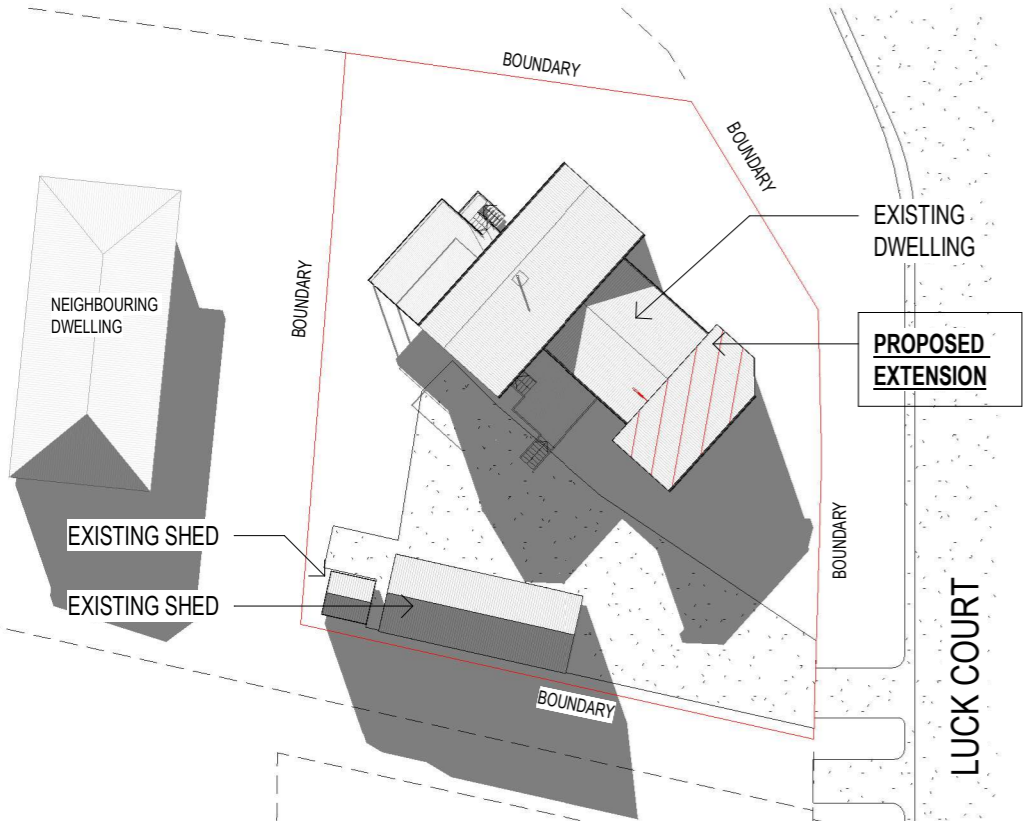 BOUNDARY
BOUNDARY
EXISTING
DWELLING
BOUNDARY
NEIGHBOURING
DWELLING
PROPOSED
EXTENSION
EXISTING SHED
BOUNDARY
EXISTING SHED
LUCK COURT
BOUNDARY